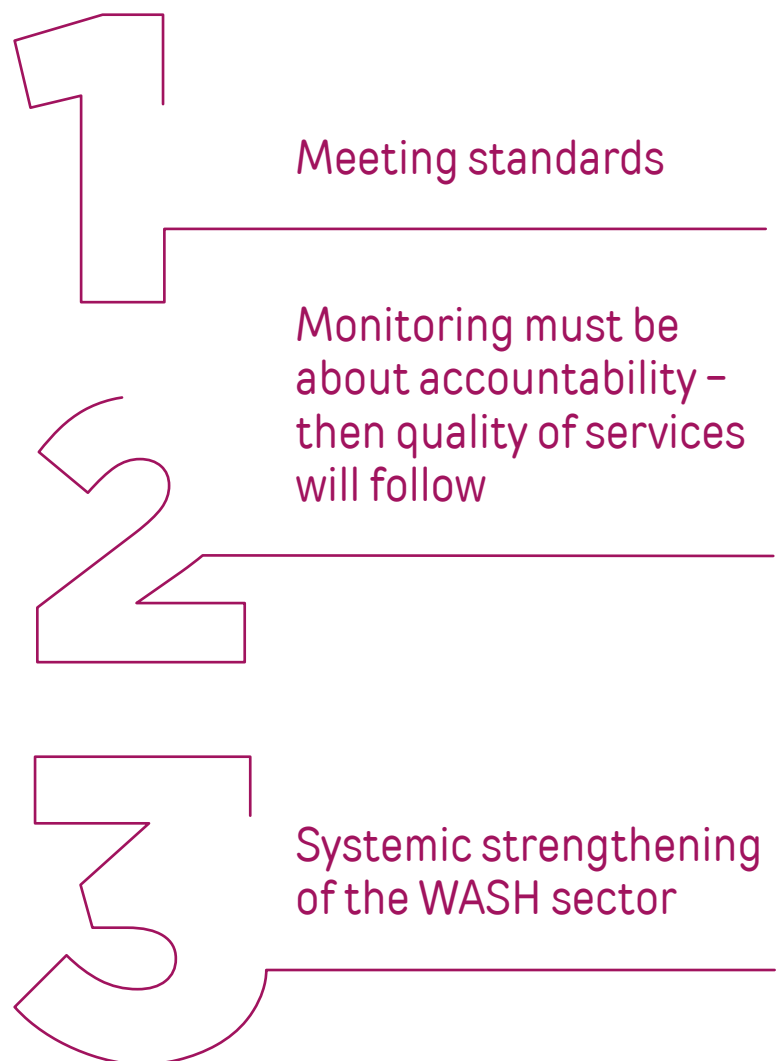 1
Meeting standards
2
Monitoring must be
about accountability –
then quality of services
will follow
3
Systemic strengthening
of the WASH sector